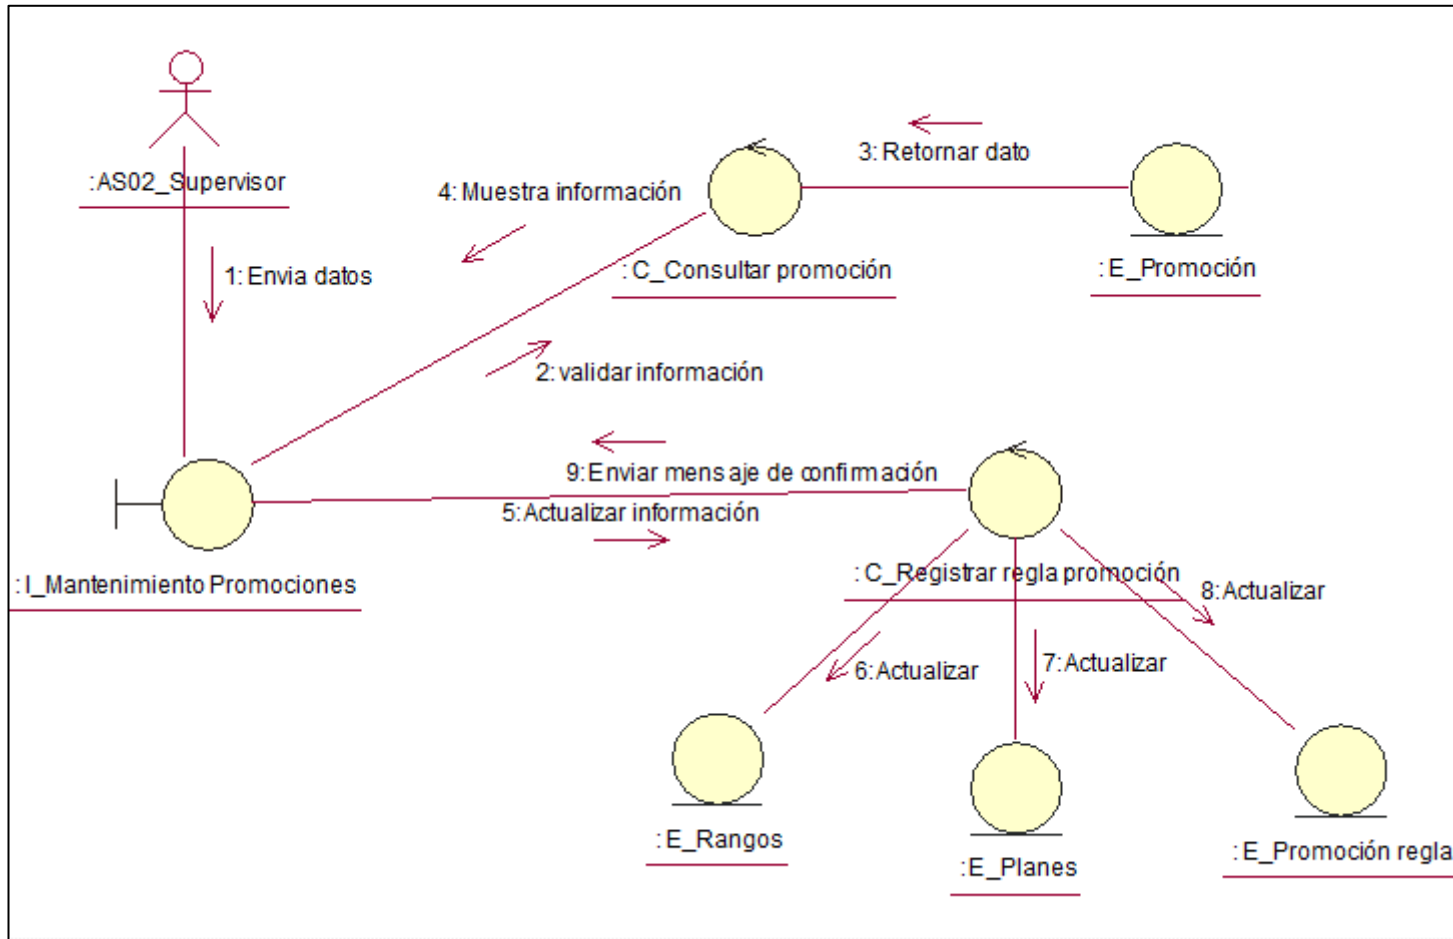 3: Retornar dato
: AS02_Supervisor
4: Muestra información
: C_Consultar promoción
: E_Promoción
1: Envia datos
2: validar información
9: Enviar mensaje de confirmación
5: Actualizar información
: I_Mantenimiento Promociones
: C_Registrar regla promoción
8: Actualizar
6: Actualizar
7: Actualizar
: E_Rangos
: E_Planes
: E_Promoción regla